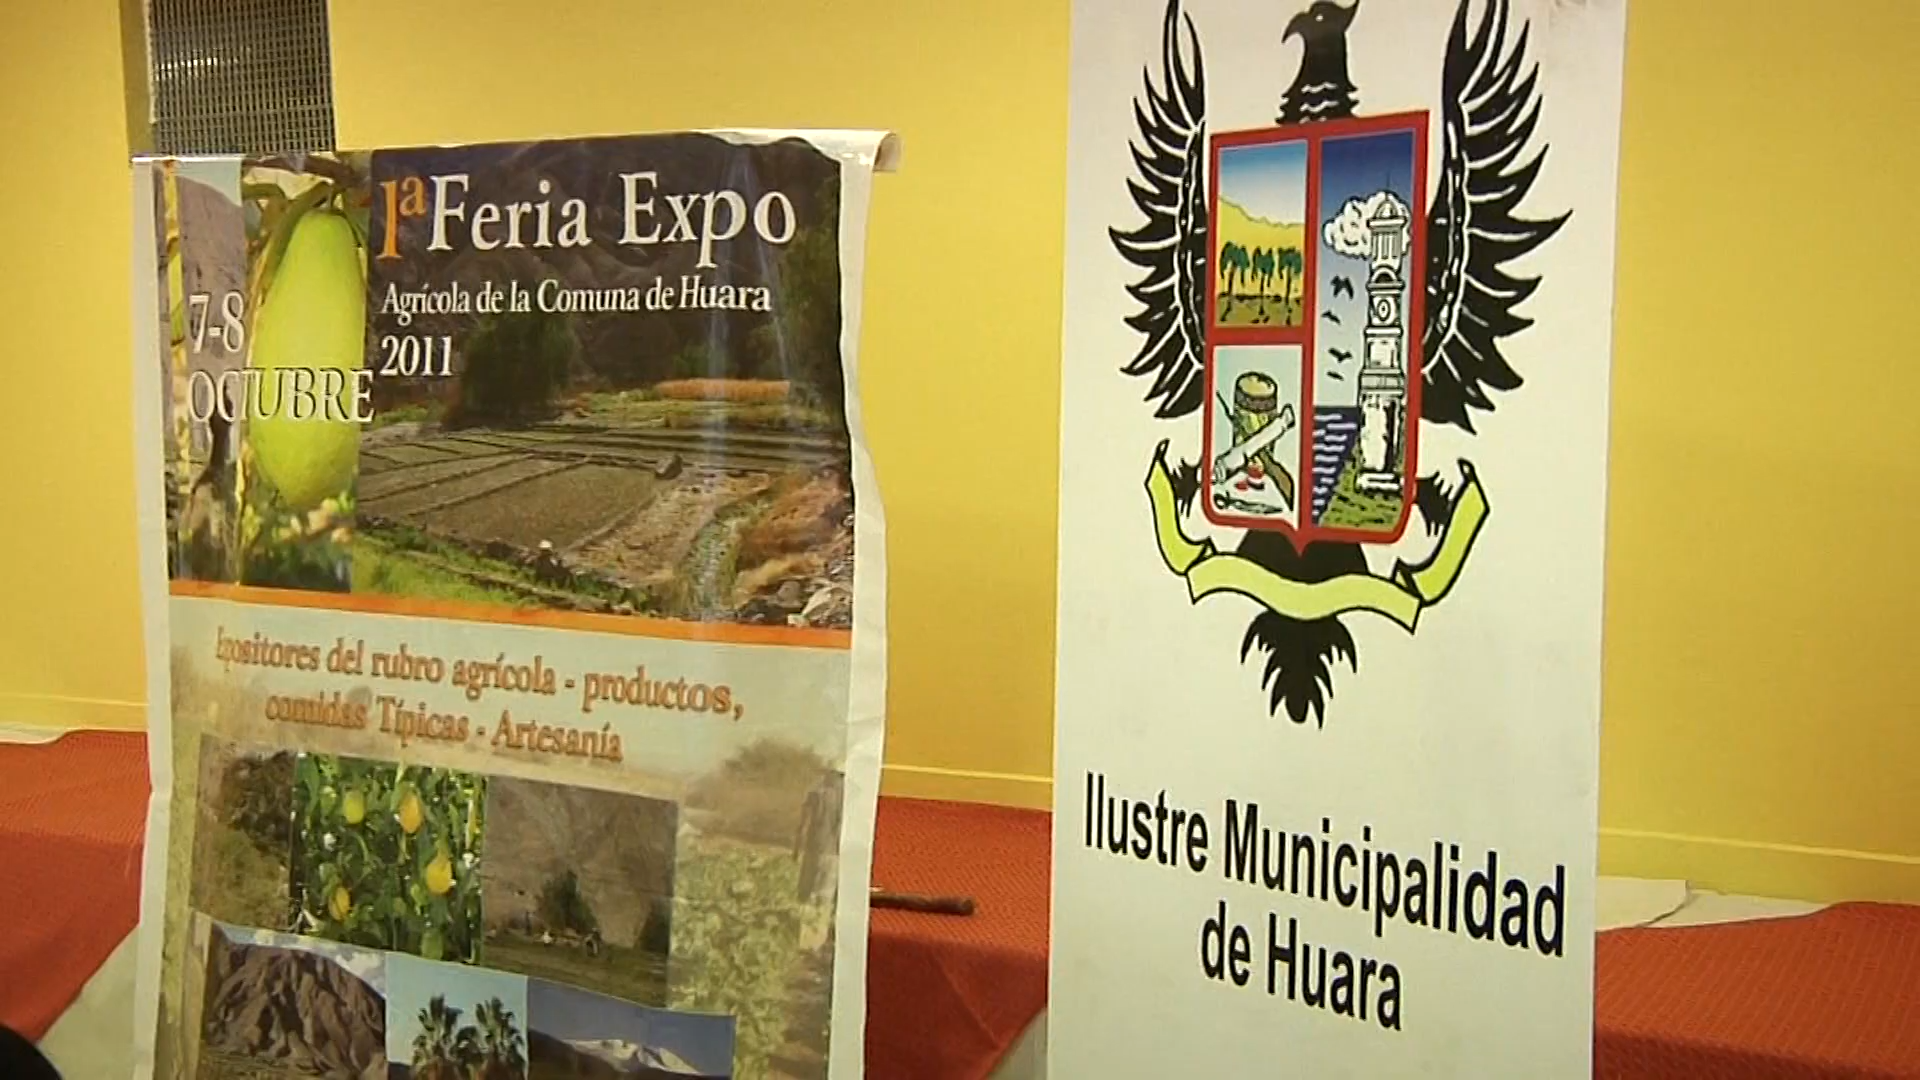 1ª Feria Expo
Agrícola de la Comuna de Huara
2011
7-8
OCTUBRE
Expositores del rubro agrícola - productos,
comidas Típicas - Artesanía
Ilustre Municipalidad
de Huara